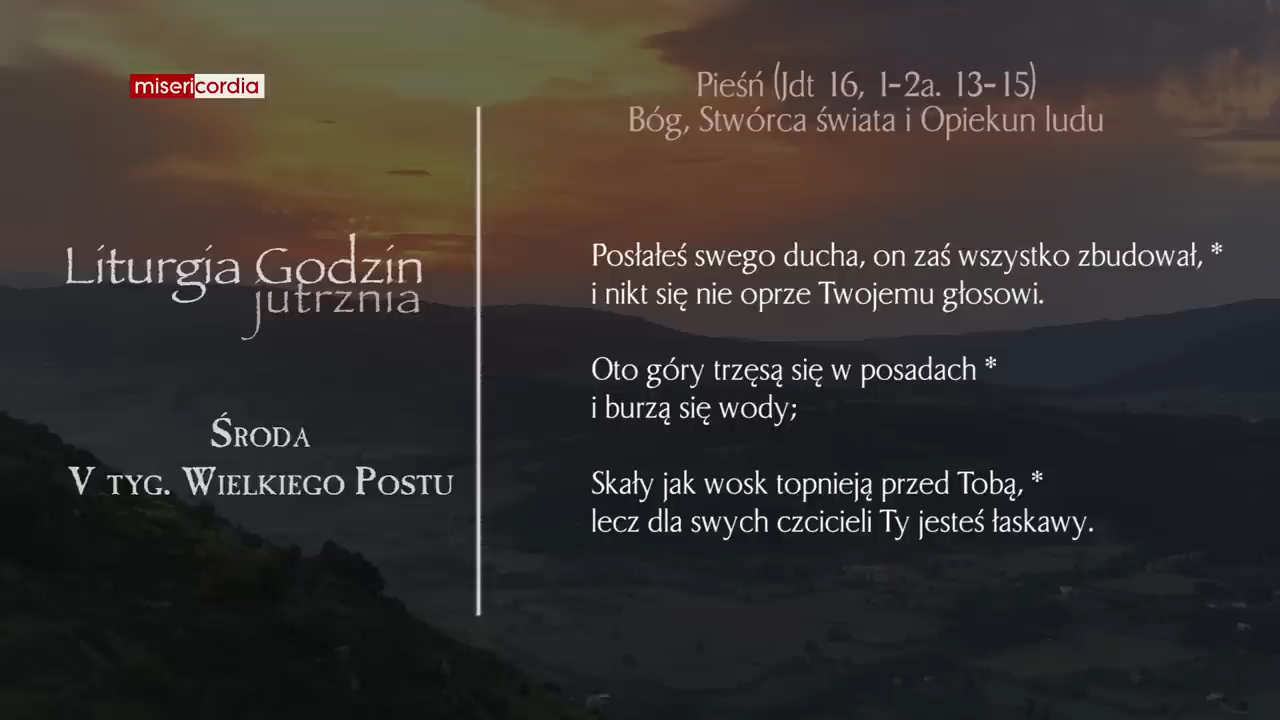 misericordia
Liturgia Godzin
jutrznia
Środa
V tyg. Wielkiego Postu
Pieśń (Jdt 16, 1-2a. 13-15)
Bóg, Stwórca świata i Opiekun ludu
Posłałeś swego ducha, on zaś wszystko zbudował, *
i nikt się nie oprze Twojemu głosowi.
Oto góry trzęsą się w posadach *
i burzą się wody;
Skały jak wosk topnieją przed Tobą, *
lecz dla swych czcicieli Ty jesteś łaskawy.